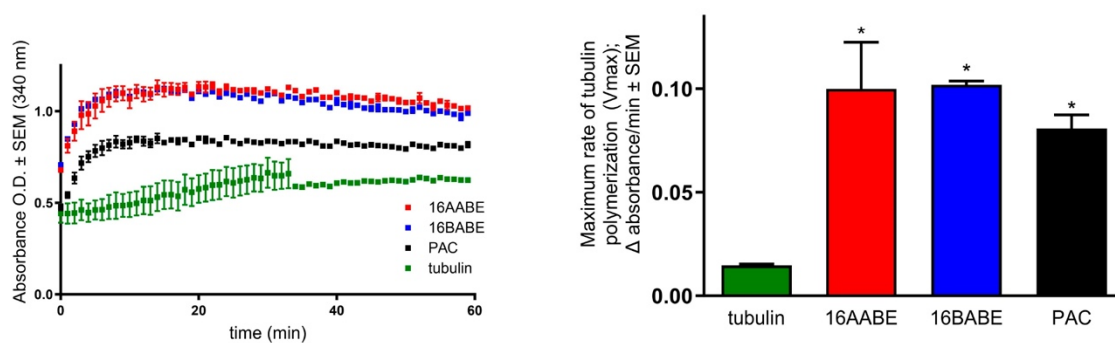 Absorbance O.D. ± SEM (340 nm)
1.0
0.5
0.0
0
20
40
60
time (min)
16AABE
16BABE
PAC
tubulin
Maximum rate of tubulin
polymerization (Vmax);
Δ absorbance/min ± SEM
0.10
0.05
0.00
*
*
*
tubulin
16AABE
16BABE
PAC